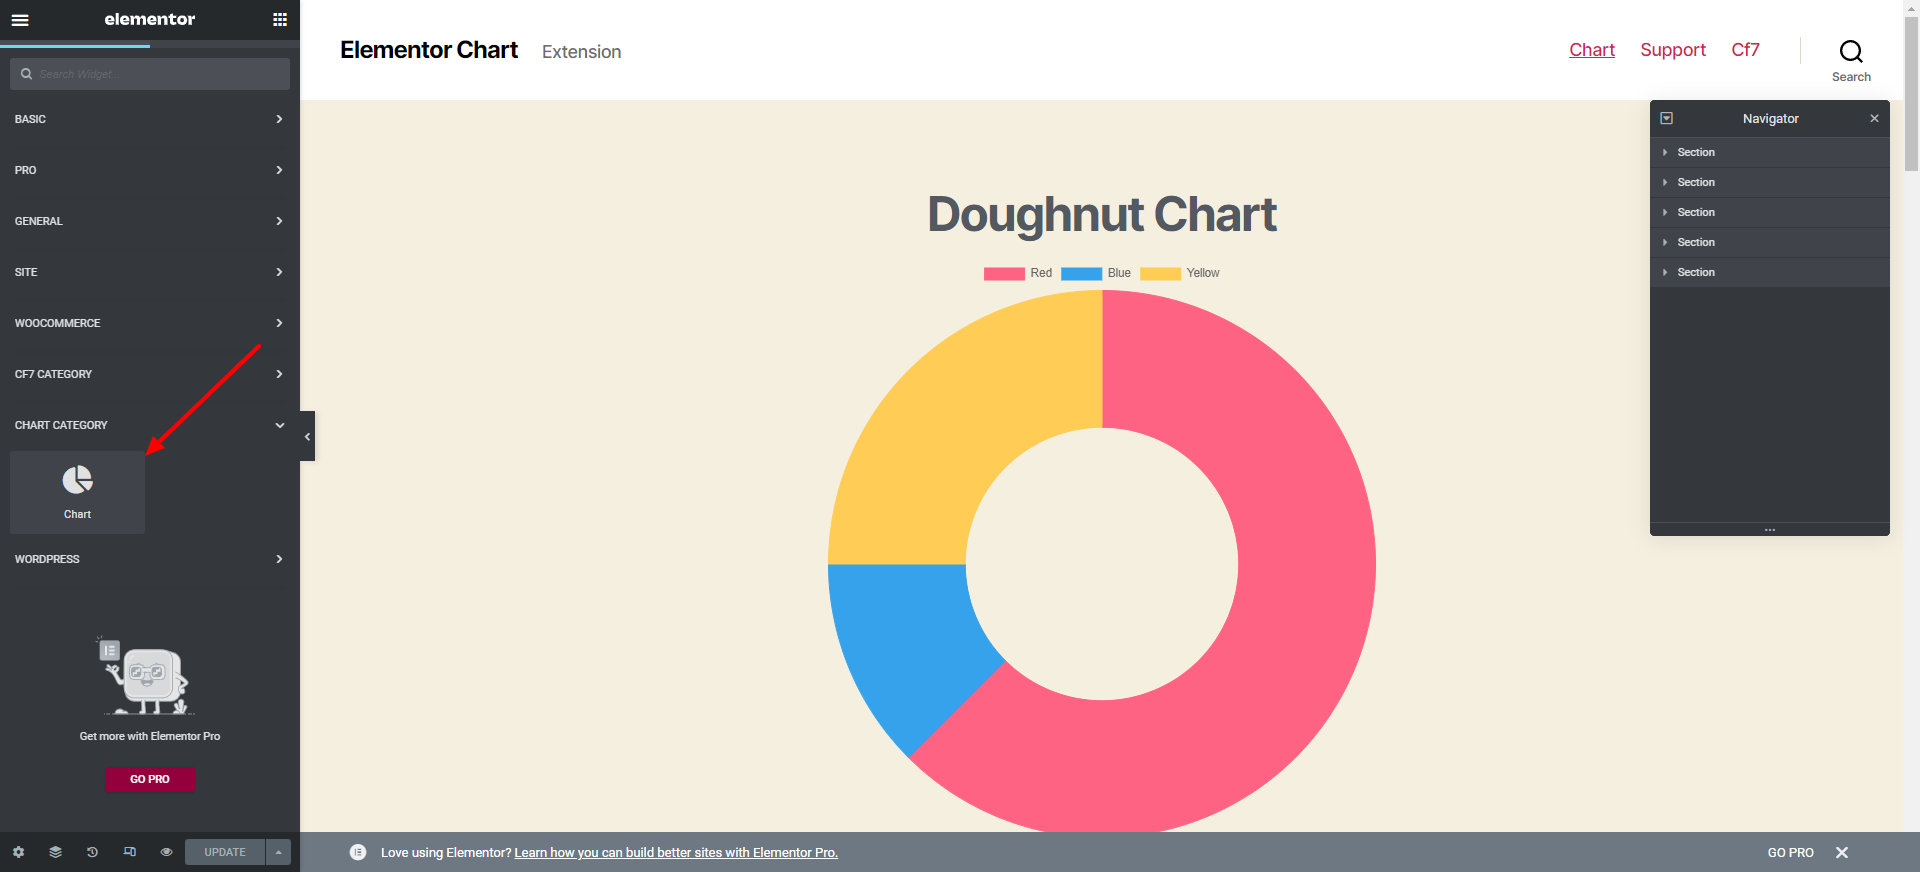 elementor
Search Widget...
BASIC
PRO
GENERAL
SITE
WOOCOMMERCE
CF7 CATEGORY
CHART CATEGORY
Chart
WORDPRESS
Get more with Elementor Pro
GO PRO
UPDATE
Elementor Chart Extension
Chart Support Cf7
Search
Doughnut Chart
Red Blue Yellow
Navigator
Section
Section
Section
Section
Section
Love using Elementor? Learn how you can build better sites with Elementor Pro.
GO PRO